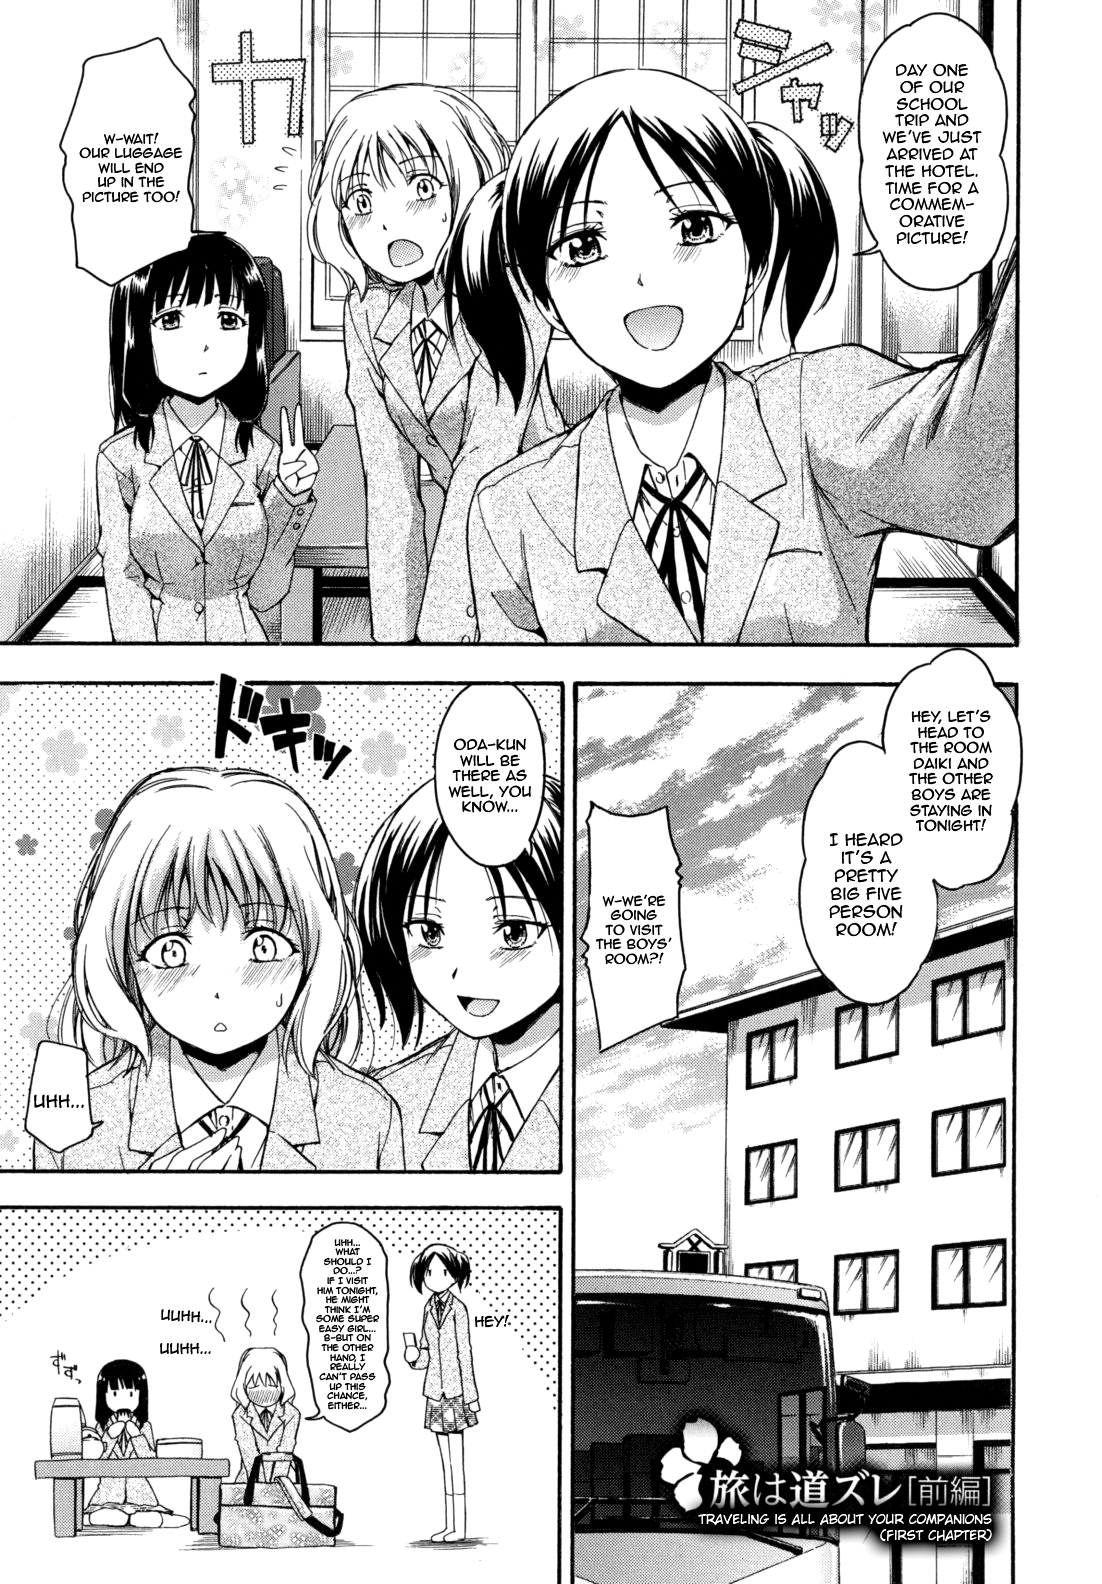 DAY ONE
OF OUR
SCHOOL
TRIP AND
WE'VE JUST
ARRIVED AT
THE HOTEL.
TIME FOR A
COMMEM-
ORATIVE
PICTURE!
カシャッ
W-WAIT!
OUR LUGGAGE
WILL END
UP IN THE
PICTURE TOO!
HEY, LET'S
HEAD TO
THE ROOM
DAIKI AND
THE OTHER
BOYS ARE
STAYING IN
TONIGHT!
I HEARD
IT'S A
PRETTY
BIG FIVE
PERSON
ROOM!
W-WE'RE
GOING
TO VISIT
THE BOYS'
ROOM?!
旅は道ズレ[前編]
TRAVELING IS ALL ABOUT YOUR COMPANIONS
(FIRST CHAPTER)
ODA-KUN
WILL BE
THERE AS
WELL, YOU
KNOW...
ドキッ
UHH...
HEY!
UHH...
WHAT
SHOULD I
DO...?
IF I VISIT
HIM TONIGHT,
HE MIGHT
THINK I'M
SOME SUPER
EASY GIRL...
B-BUT ON
THE OTHER
HAND, I
REALLY
CAN'T PASS
UP THIS
CHANCE,
EITHER...
UUHH...
UUHH...
ずずっ